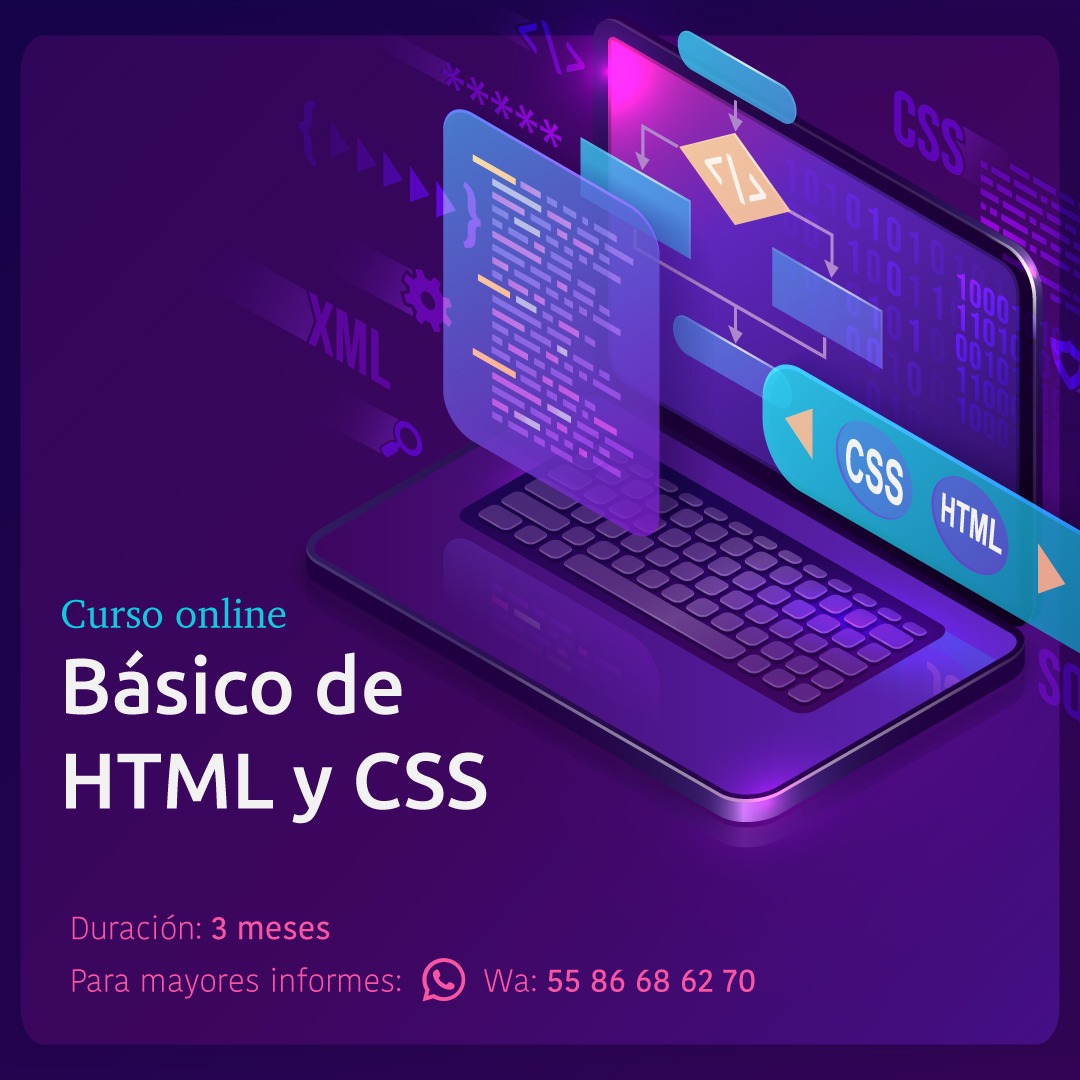 </>
*****
{
}
CSS
</>
XML
CSS
HTML
Curso online
Básico de
HTML y CSS
Duración: 3 meses
Para mayores informes: Wa: 55 86 68 62 70